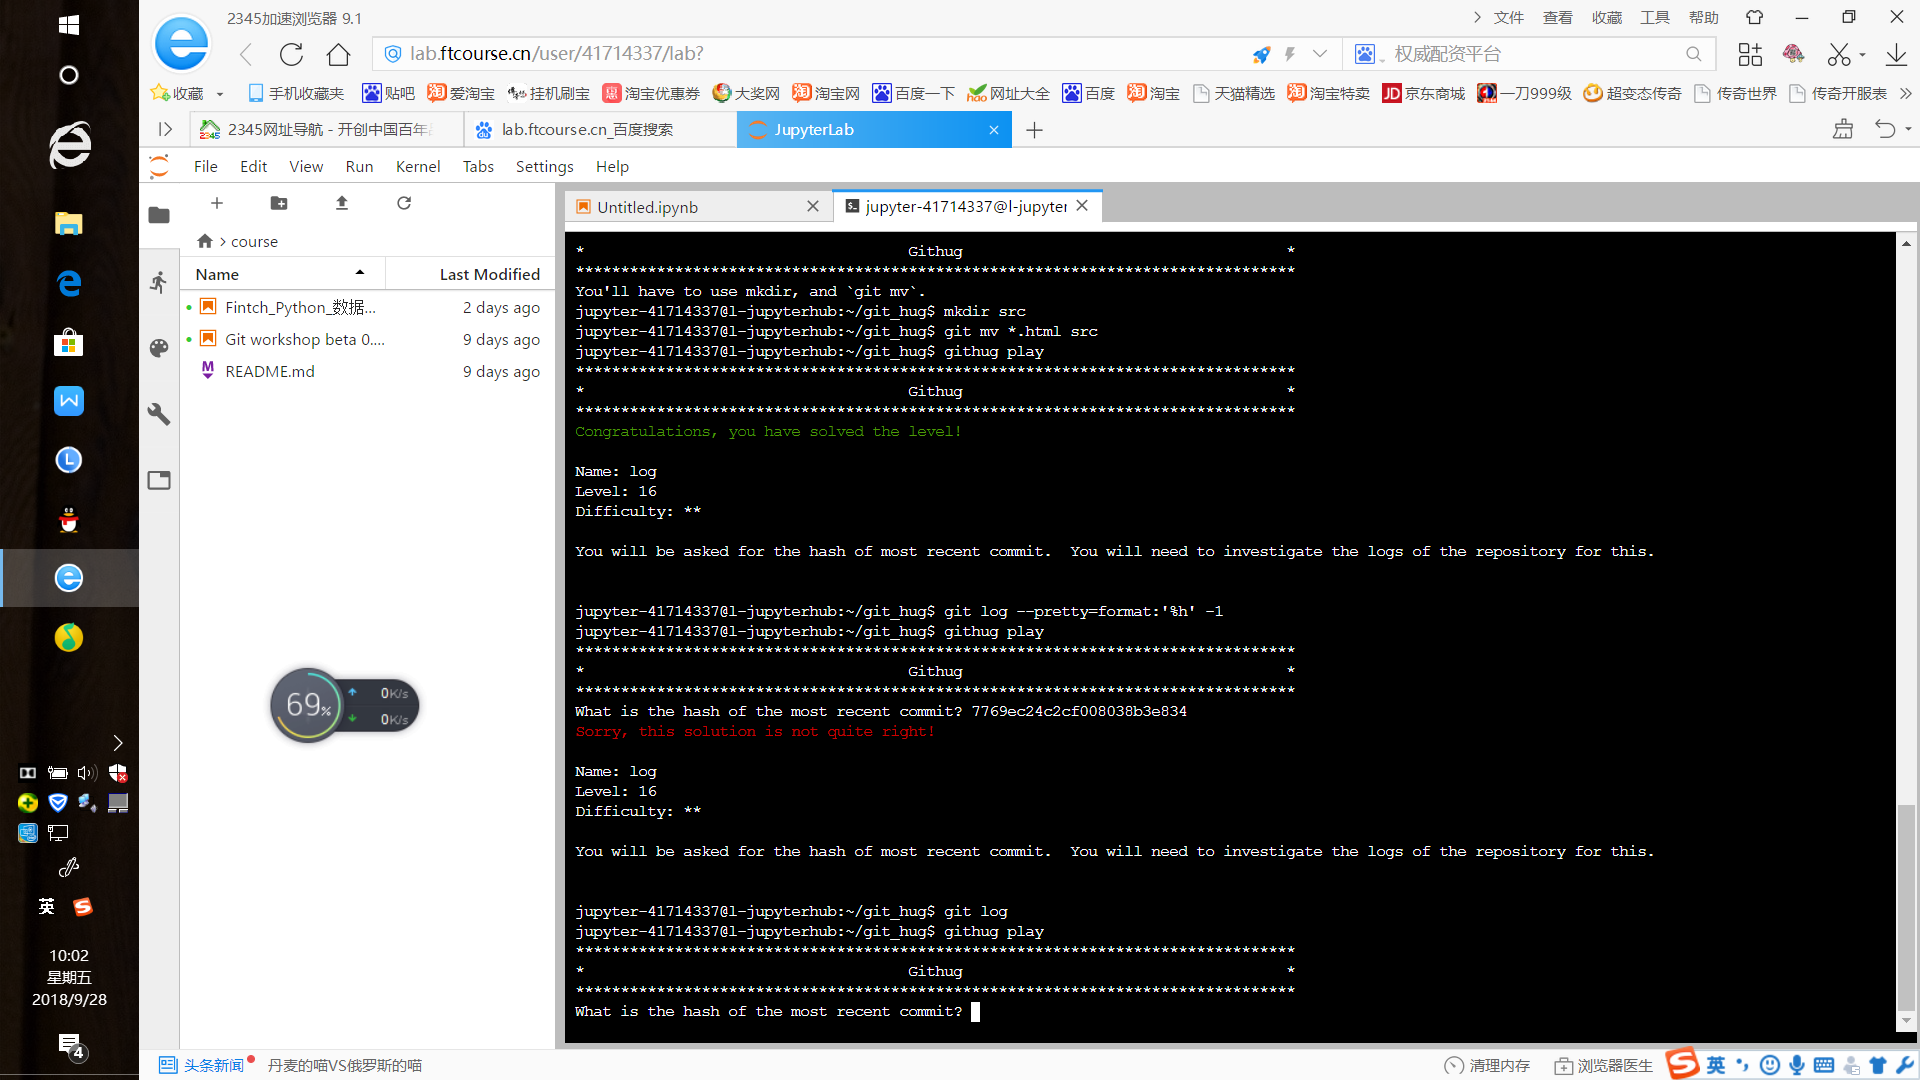 2345加速浏览器 9.1
文件 查看 收藏 工具 帮助
lab.ftcourse.cn/user/41714337/lab?
权威配资平台
收藏 手机收藏夹 贴吧 爱淘宝 挂机刷宝 淘宝优惠券 大奖网 淘宝网 百度一下 网址大全 百度 淘宝 天猫精选 淘宝特卖 京东商城 一刀999级 超变态传奇 传奇世界 传奇开服表
2345网址导航 - 开创中国百年
lab.ftcourse.cn_百度搜索
JupyterLab
File Edit View Run Kernel Tabs Settings Help
course
Name Last Modified
Fintch_Python_数据... 2 days ago
Git workshop beta 0.... 9 days ago
README.md 9 days ago
69%
0K/s
0K/s
Untitled.ipynb
jupyter-41714337@l-jupyter
* Githug *
********************************************************************************
You'll have to use mkdir, and `git mv`.
jupyter-41714337@l-jupyterhub:~/git_hug$ mkdir src
jupyter-41714337@l-jupyterhub:~/git_hug$ git mv *.html src
jupyter-41714337@l-jupyterhub:~/git_hug$ githug play
********************************************************************************
* Githug *
********************************************************************************
Congratulations, you have solved the level!
Name: log
Level: 16
Difficulty: **
You will be asked for the hash of most recent commit.  You will need to investigate the logs of the repository for this.
jupyter-41714337@l-jupyterhub:~/git_hug$ git log --pretty=format:'%h' -1
jupyter-41714337@l-jupyterhub:~/git_hug$ githug play
********************************************************************************
* Githug *
********************************************************************************
What is the hash of the most recent commit? 7769ec24c2cf008038b3e834
Sorry, this solution is not quite right!
Name: log
Level: 16
Difficulty: **
You will be asked for the hash of most recent commit.  You will need to investigate the logs of the repository for this.
jupyter-41714337@l-jupyterhub:~/git_hug$ git log
jupyter-41714337@l-jupyterhub:~/git_hug$ githug play
********************************************************************************
* Githug *
********************************************************************************
What is the hash of the most recent commit?
英
10:02
星期五
2018/9/28
4
头条新闻 丹麦的喵VS俄罗斯的喵
清理内存 浏览器医生
英